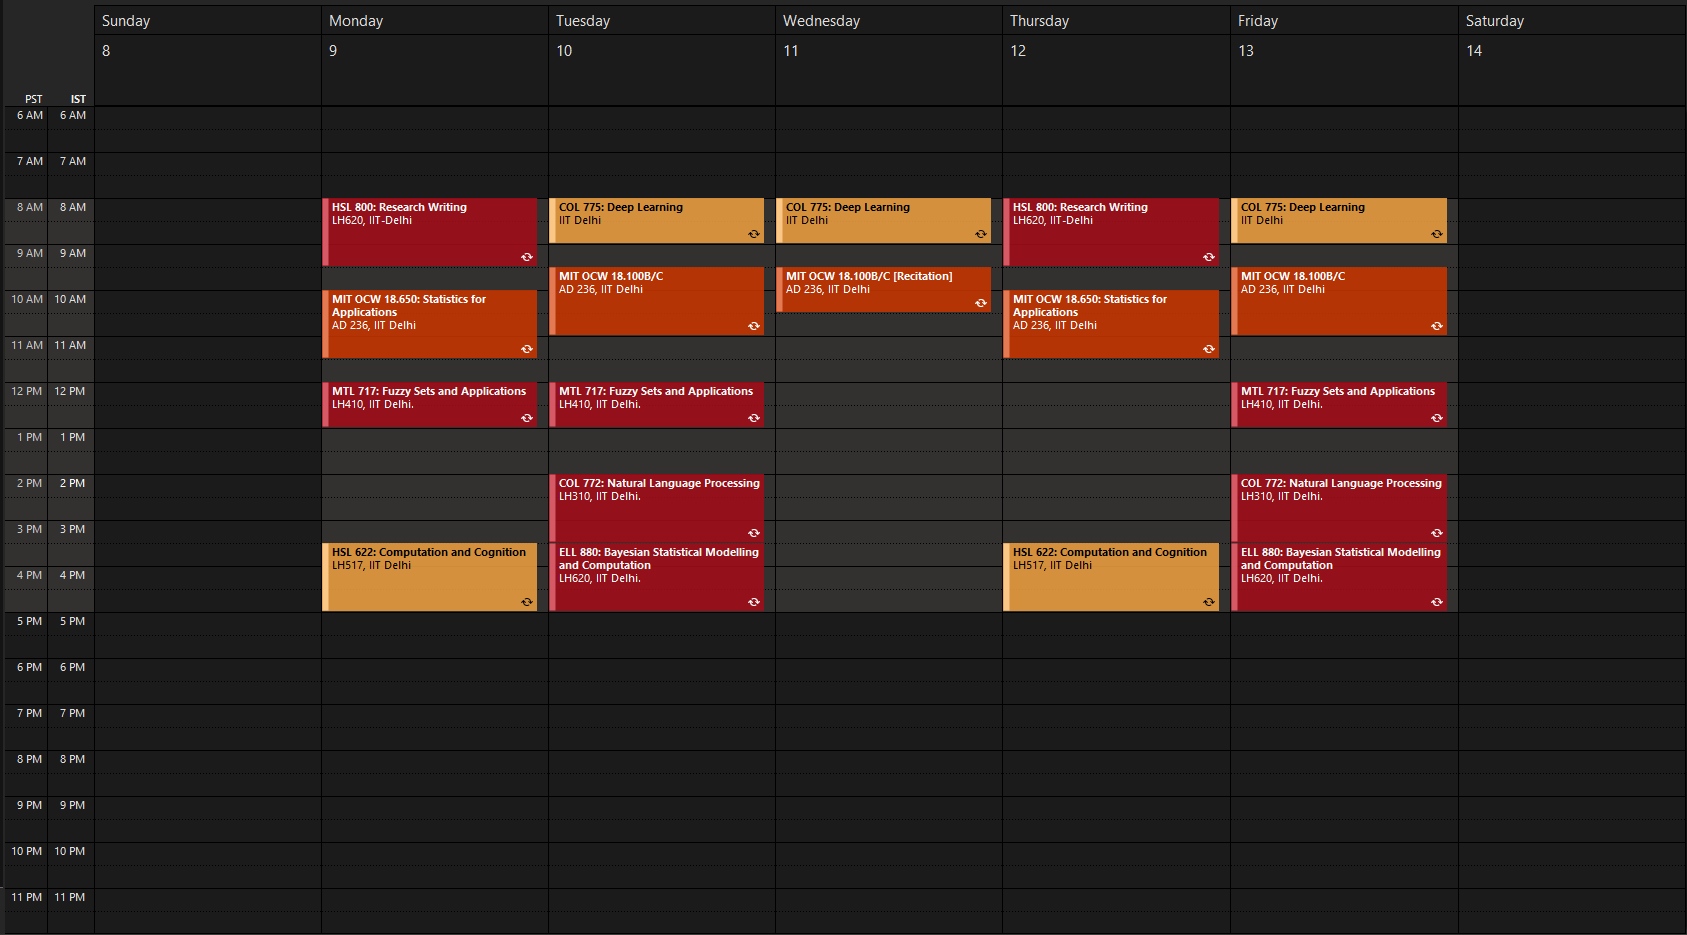 Sunday Monday Tuesday Wednesday Thursday Friday Saturday
8 9 10 11 12 13 14
PST IST
6 AM 6 AM
7 AM 7 AM
8 AM 8 AM
9 AM 9 AM
10 AM 10 AM
11 AM 11 AM
12 PM 12 PM
1 PM 1 PM
2 PM 2 PM
3 PM 3 PM
4 PM 4 PM
5 PM 5 PM
6 PM 6 PM
7 PM 7 PM
8 PM 8 PM
9 PM 9 PM
10 PM 10 PM
11 PM 11 PM
HSL 800: Research Writing
LH620, IIT-Delhi
MIT OCW 18.650: Statistics for
Applications
AD 236, IIT Delhi
MTL 717: Fuzzy Sets and Applications
LH410, IIT Delhi.
HSL 622: Computation and Cognition
LH517, IIT Delhi
COL 775: Deep Learning
IIT Delhi
MIT OCW 18.100B/C
AD 236, IIT Delhi
MTL 717: Fuzzy Sets and Applications
LH410, IIT Delhi.
COL 772: Natural Language Processing
LH310, IIT Delhi.
ELL 880: Bayesian Statistical Modelling
and Computation
LH620, IIT Delhi.
COL 775: Deep Learning
IIT Delhi
MIT OCW 18.100B/C [Recitation]
AD 236, IIT Delhi
HSL 800: Research Writing
LH620, IIT-Delhi
MIT OCW 18.650: Statistics for
Applications
AD 236, IIT Delhi
HSL 622: Computation and Cognition
LH517, IIT Delhi
COL 775: Deep Learning
IIT Delhi
MIT OCW 18.100B/C
AD 236, IIT Delhi
MTL 717: Fuzzy Sets and Applications
LH410, IIT Delhi.
COL 772: Natural Language Processing
LH310, IIT Delhi.
ELL 880: Bayesian Statistical Modelling
and Computation
LH620, IIT Delhi.